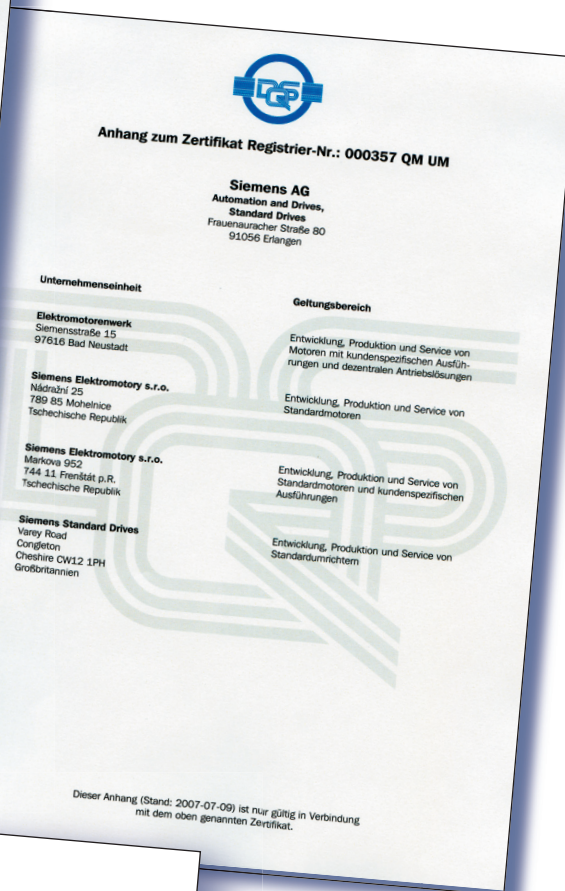 DQS
Anhang zum Zertifikat Registrier-Nr.: 000357 QM UM
Siemens AG
Automation and Drives,
Standard Drives
Frauenauracher Straße 80
91056 Erlangen
Unternehmenseinheit
Geltungsbereich
Elektromotorenwerk
Siemensstraße 15
97616 Bad Neustadt
Entwicklung, Produktion und Service von
Motoren mit kundenspezifischen Ausfüh-
rungen und dezentralen Antriebslösungen
Siemens Elektromotory s.r.o.
Nádražní 25
789 85 Mohelnice
Tschechische Republik
Entwicklung, Produktion und Service von
Standardmotoren
Siemens Elektromotory s.r.o.
Markova 952
744 11 Frenštát p.R.
Tschechische Republik
Entwicklung, Produktion und Service von
Standardmotoren und kundenspezifischen
Ausführungen
Siemens Standard Drives
Varey Road
Congleton
Cheshire CW12 1PH
Großbritannien
Entwicklung, Produktion und Service von
Standardumrichtern
Dieser Anhang (Stand: 2007-07-09) ist nur gültig in Verbindung
mit dem oben genannten Zertifikat.